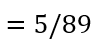 = 5/89